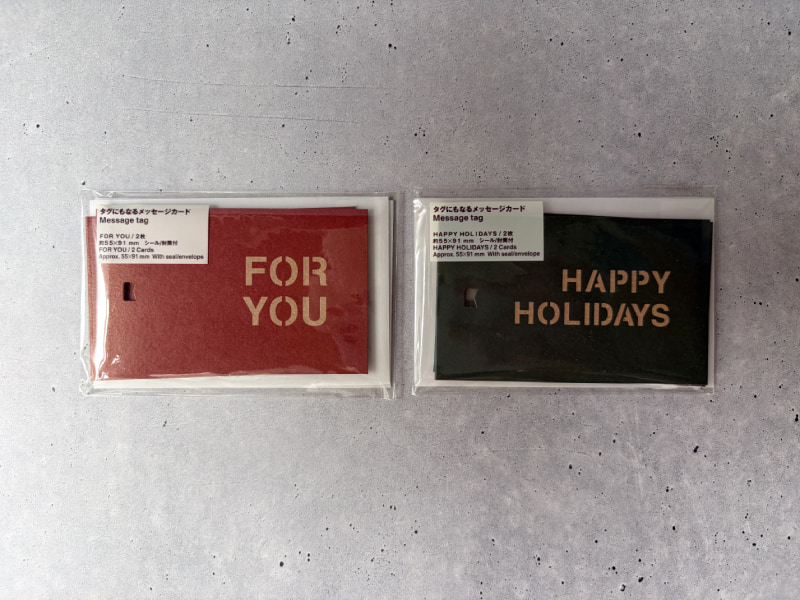 タグにもなるメッセージカード
Message tag
FOR YOU / 2枚
約55×91 mm シール/封筒付
FOR YOU / 2 Cards
Approx. 55×91 mm With seal/envelope
FOR
YOU
タグにもなるメッセージカード
Message tag
HAPPY HOLIDAYS / 2枚
約55×91 mm シール/封筒付
HAPPY HOLIDAYS / 2 Cards
Approx. 55×91 mm With seal/envelope
HAPPY
HOLIDAYS